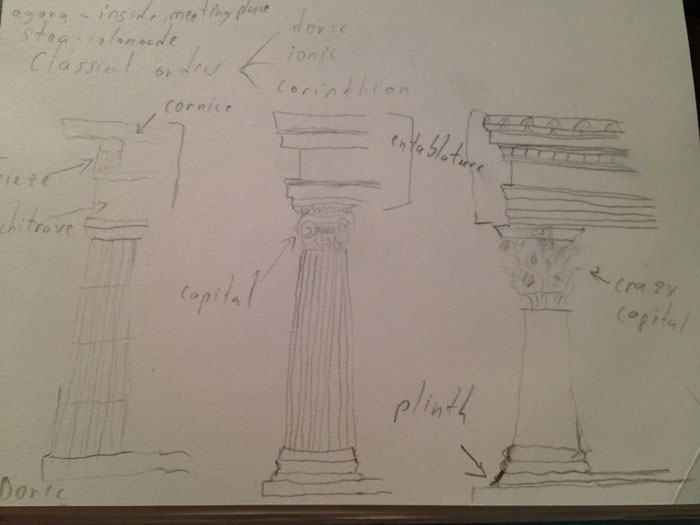 agora - inside, meeting place
stoa - colonnade
Classical orders
doric
ionic
corinthian
cornice
entablature
ieze
chitrave
capital
crazy
capital
plinth
Doric